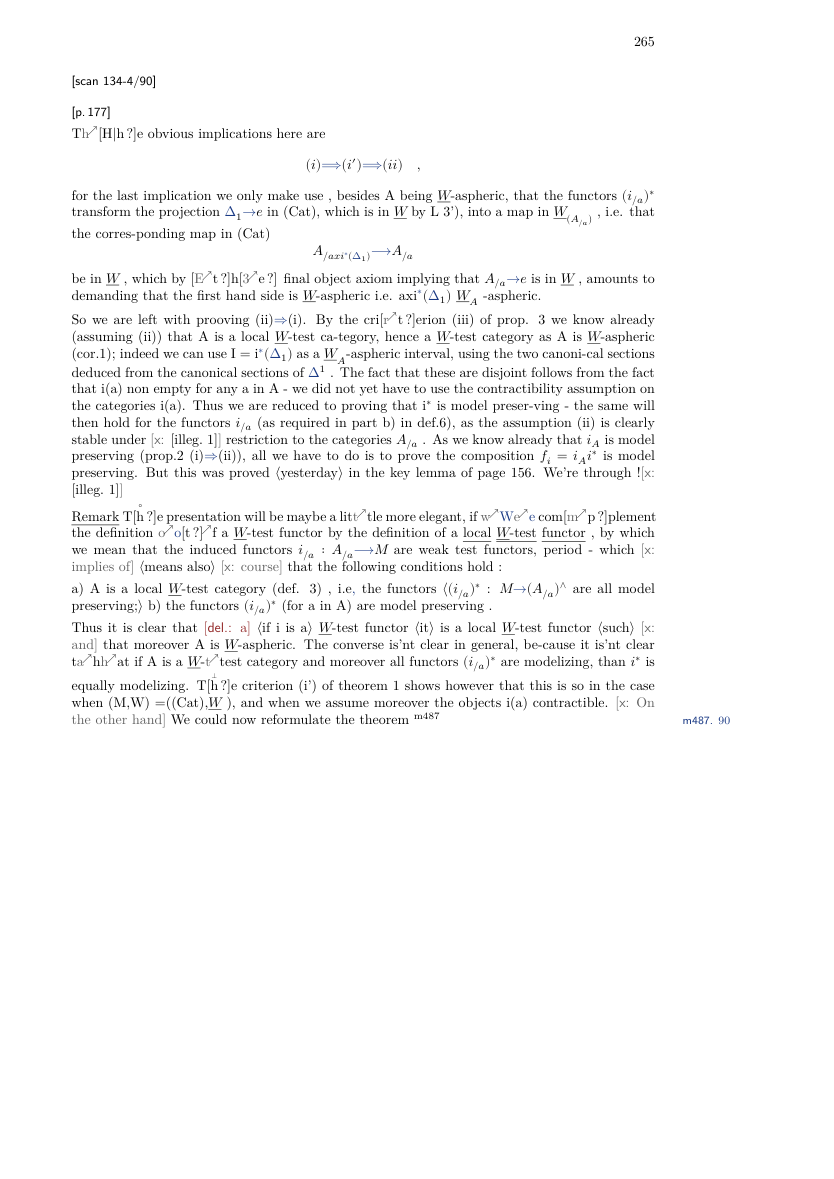 265
[scan 134-4/90]
[p. 177]
Th↗[H|h ?]e obvious implications here are
(i)⟹(i′)⟹(ii) ,
for the last implication we only make use , besides A being W-aspheric, that the functors (i/a)*
transform the projection Δ1→e in (Cat), which is in W by L 3'), into a map in W(A/a) , i.e. that
the corres-ponding map in (Cat)
A/axi*(Δ1)⟶A/a
be in W , which by [E↗t ?]h[3↗e ?] final object axiom implying that A/a→e is in W , amounts to
demanding that the first hand side is W-aspheric i.e. axi*(Δ1) WA -aspheric.
So we are left with prooving (ii)⇒(i). By the cri[r↗t ?]erion (iii) of prop. 3 we know already
(assuming (ii)) that A is a local W-test ca-tegory, hence a W-test category as A is W-aspheric
(cor.1); indeed we can use I = i*(Δ1) as a WA-aspheric interval, using the two canoni-cal sections
deduced from the canonical sections of Δ1 . The fact that these are disjoint follows from the fact
that i(a) non empty for any a in A - we did not yet have to use the contractibility assumption on
the categories i(a). Thus we are reduced to proving that i* is model preser-ving - the same will
then hold for the functors i/a (as required in part b) in def.6), as the assumption (ii) is clearly
stable under [x: [illeg. 1]] restriction to the categories A/a . As we know already that iA is model
preserving (prop.2 (i)⇒(ii)), all we have to do is to prove the composition fi = iAi* is model
preserving. But this was proved ⟨yesterday⟩ in the key lemma of page 156. We're through ![x:
[illeg. 1]]
Remark T[h ?]e presentation will be maybe a litt↗tle more elegant, if w↗We↗e com[m↗p ?]plement
the definition o↗o[t ?]↗f a W-test functor by the definition of a local W-test functor , by which
we mean that the induced functors i/a : A/a⟶M are weak test functors, period - which [x:
implies of] ⟨means also⟩ [x: course] that the following conditions hold :
a) A is a local W-test category (def. 3) , i.e, the functors ⟨(i/a)* : M→(A/a)^ are all model
preserving;⟩ b) the functors (i/a)* (for a in A) are model preserving .
Thus it is clear that [del.: a] ⟨if i is a⟩ W-test functor ⟨it⟩ is a local W-test functor ⟨such⟩ [x:
and] that moreover A is W-aspheric. The converse is'nt clear in general, be-cause it is'nt clear
ta↗hh↗at if A is a W-t↗test category and moreover all functors (i/a)* are modelizing, than i* is
equally modelizing. T[h ?]e criterion (i') of theorem 1 shows however that this is so in the case
when (M,W) =((Cat),W ), and when we assume moreover the objects i(a) contractible. [x: On
the other hand] We could now reformulate the theorem m487
m487. 90